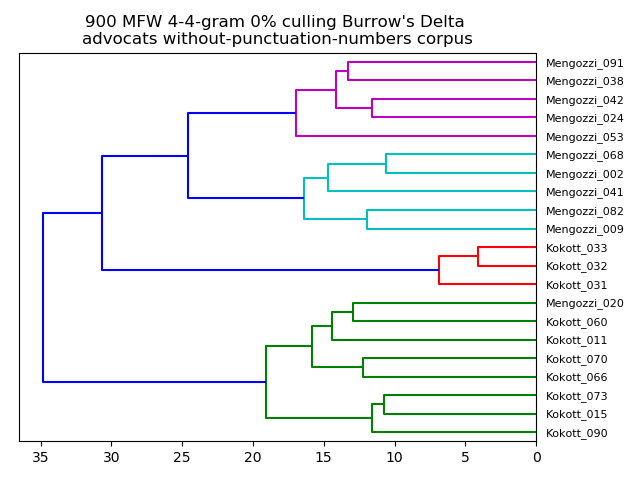 900 MFW 4-4-gram 0% culling Burrow's Delta
advocats without-punctuation-numbers corpus
Mengozzi_091
Mengozzi_038
Mengozzi_042
Mengozzi_024
Mengozzi_053
Mengozzi_068
Mengozzi_002
Mengozzi_041
Mengozzi_082
Mengozzi_009
Kokott_033
Kokott_032
Kokott_031
Mengozzi_020
Kokott_060
Kokott_011
Kokott_070
Kokott_066
Kokott_073
Kokott_015
Kokott_090
35 30 25 20 15 10 5 0